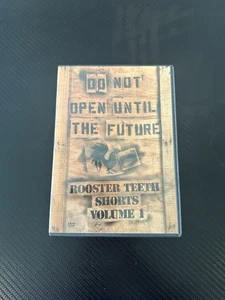 DO NOT
OPEN UNTIL
THE FUTURE
ROOSTER TEETH
SHORTS
VOLUME 1